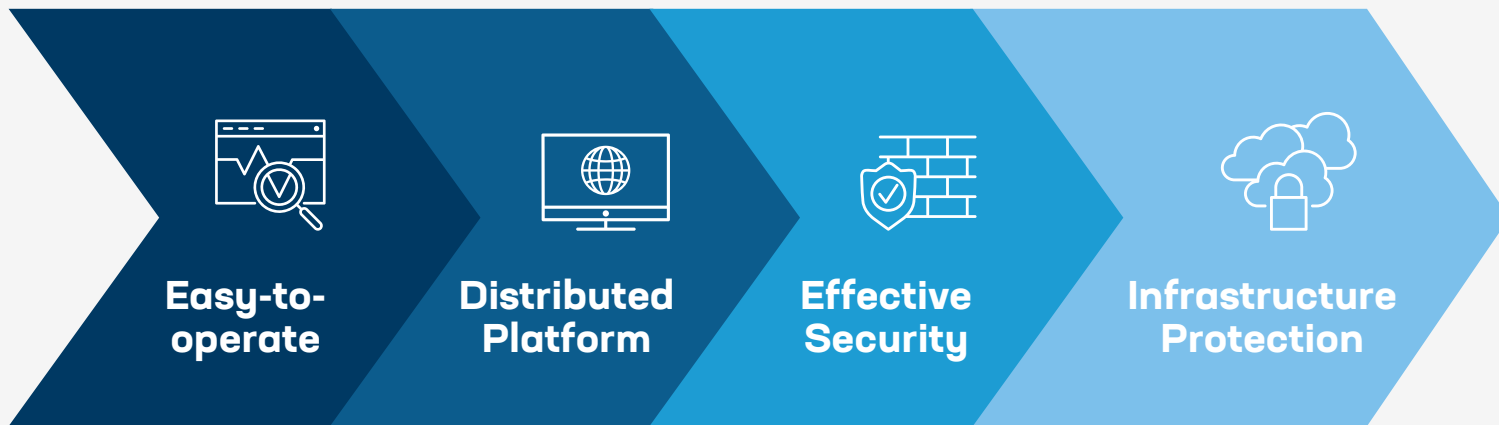 Easy-to-
operate
Distributed
Platform
Effective
Security
Infrastructure
Protection